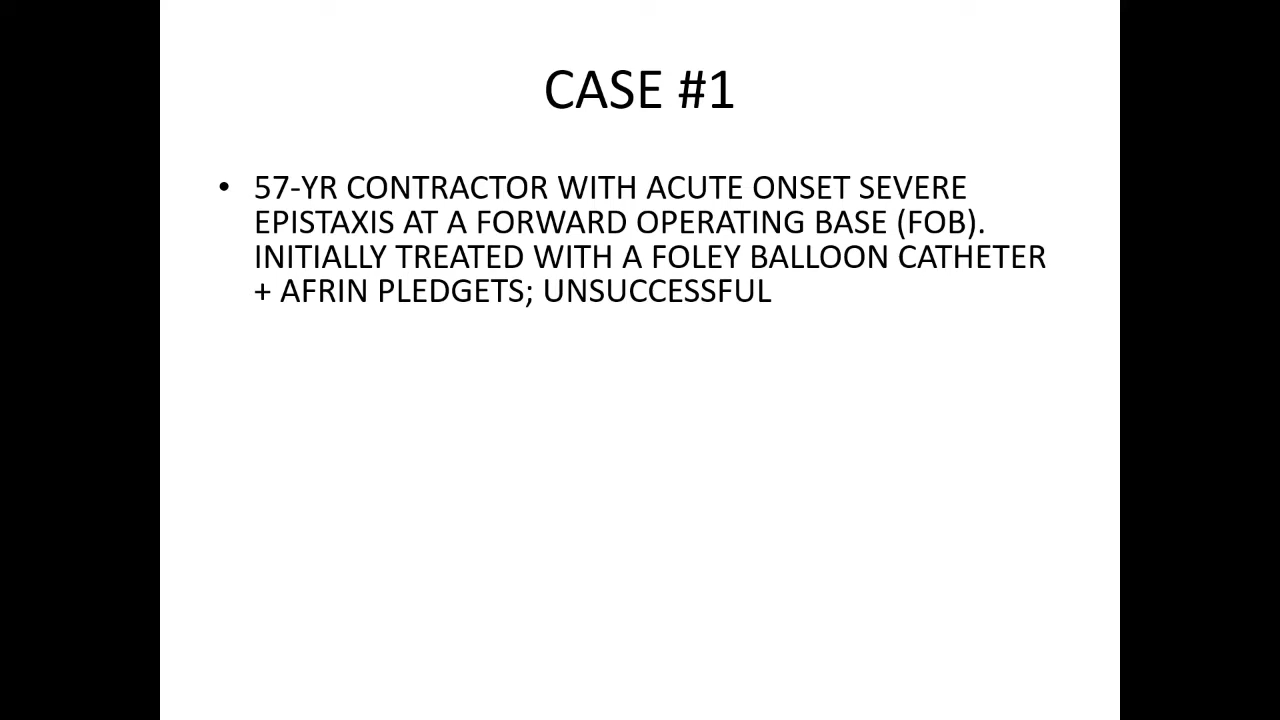 CASE #1
• 57-YR CONTRACTOR WITH ACUTE ONSET SEVERE
EPISTAXIS AT A FORWARD OPERATING BASE (FOB).
INITIALLY TREATED WITH A FOLEY BALLOON CATHETER
+ AFRIN PLEDGETS; UNSUCCESSFUL